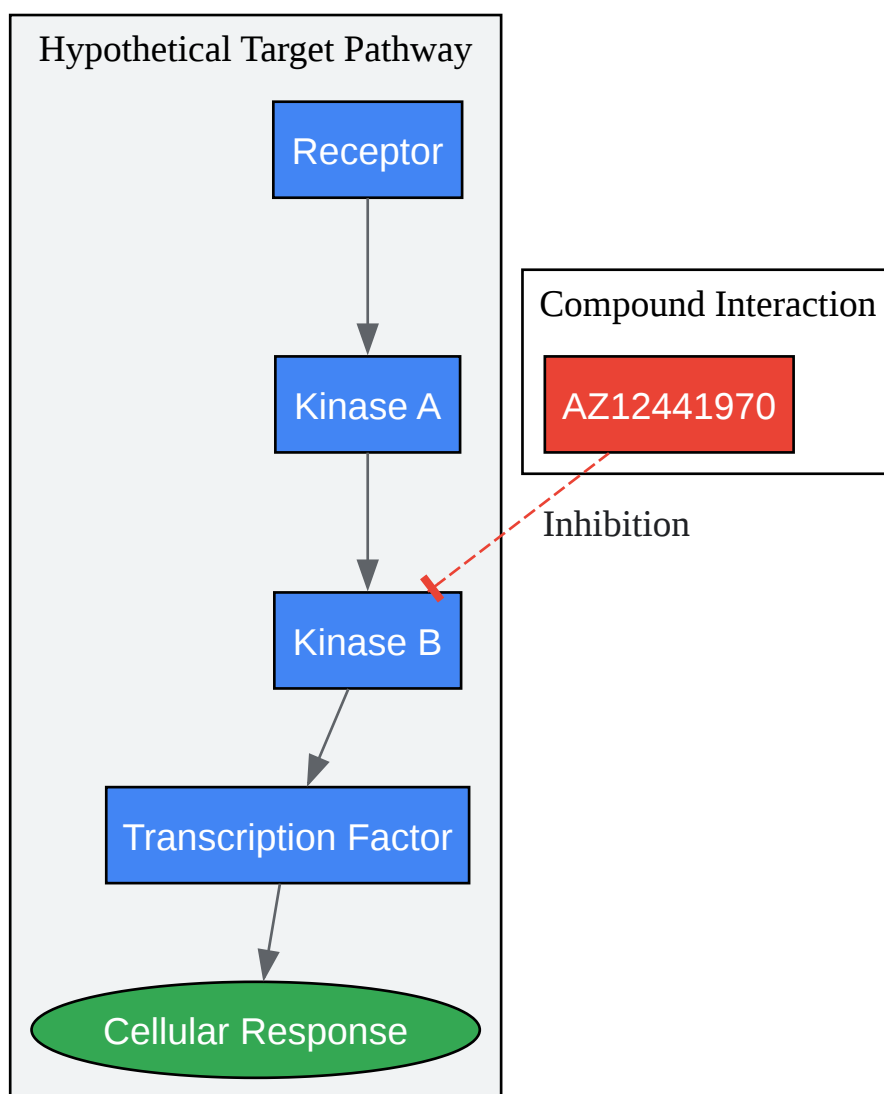 Hypothetical Target Pathway
Receptor
Compound Interaction
Kinase A
AZ12441970
Inhibition
Kinase B
Transcription Factor
Cellular Response